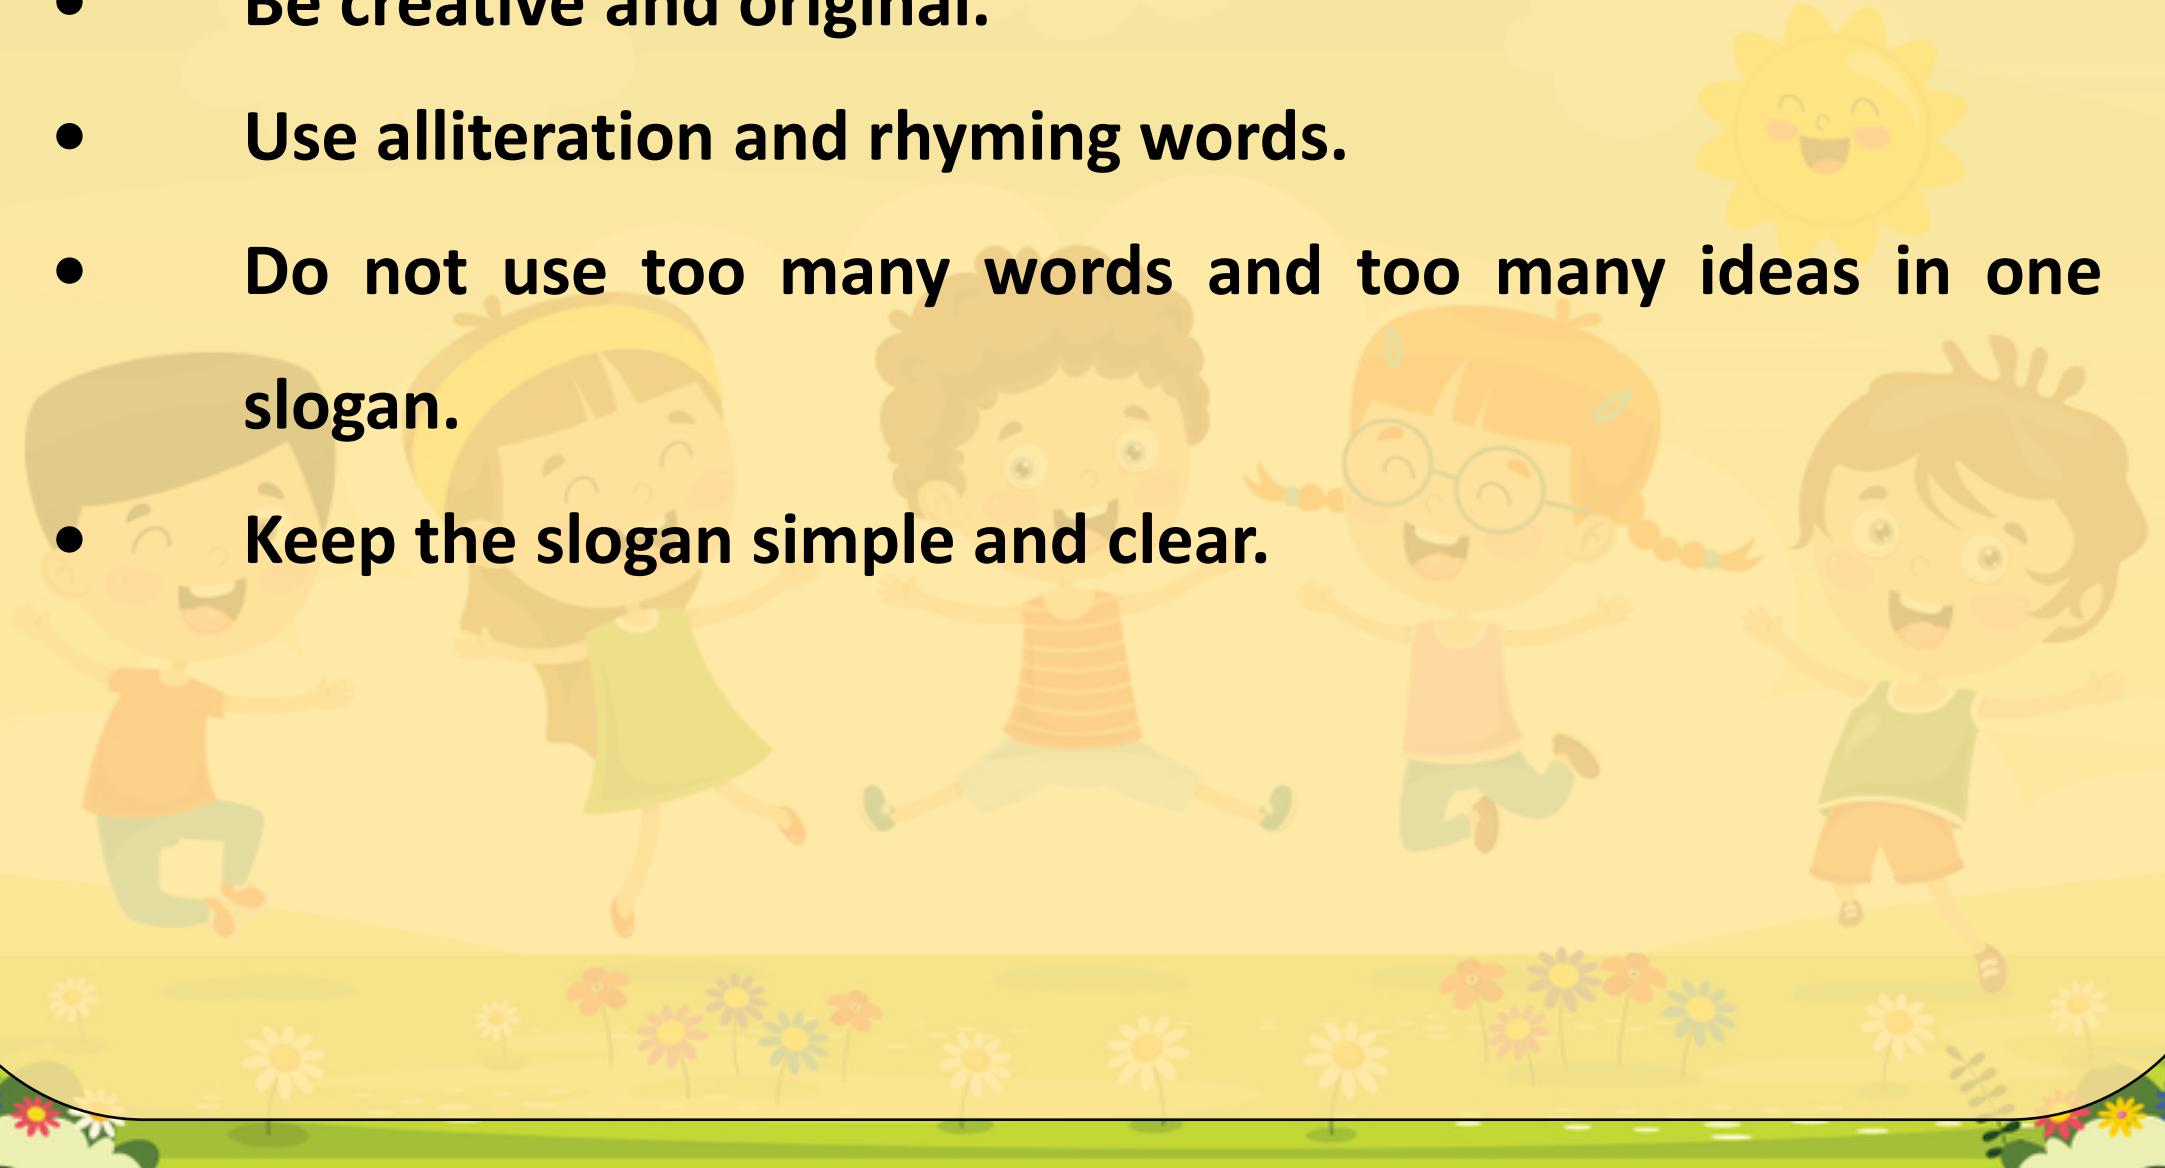 • Be creative and original.
• Use alliteration and rhyming words.
• Do not use too many words and too many ideas in one
slogan.
• Keep the slogan simple and clear.